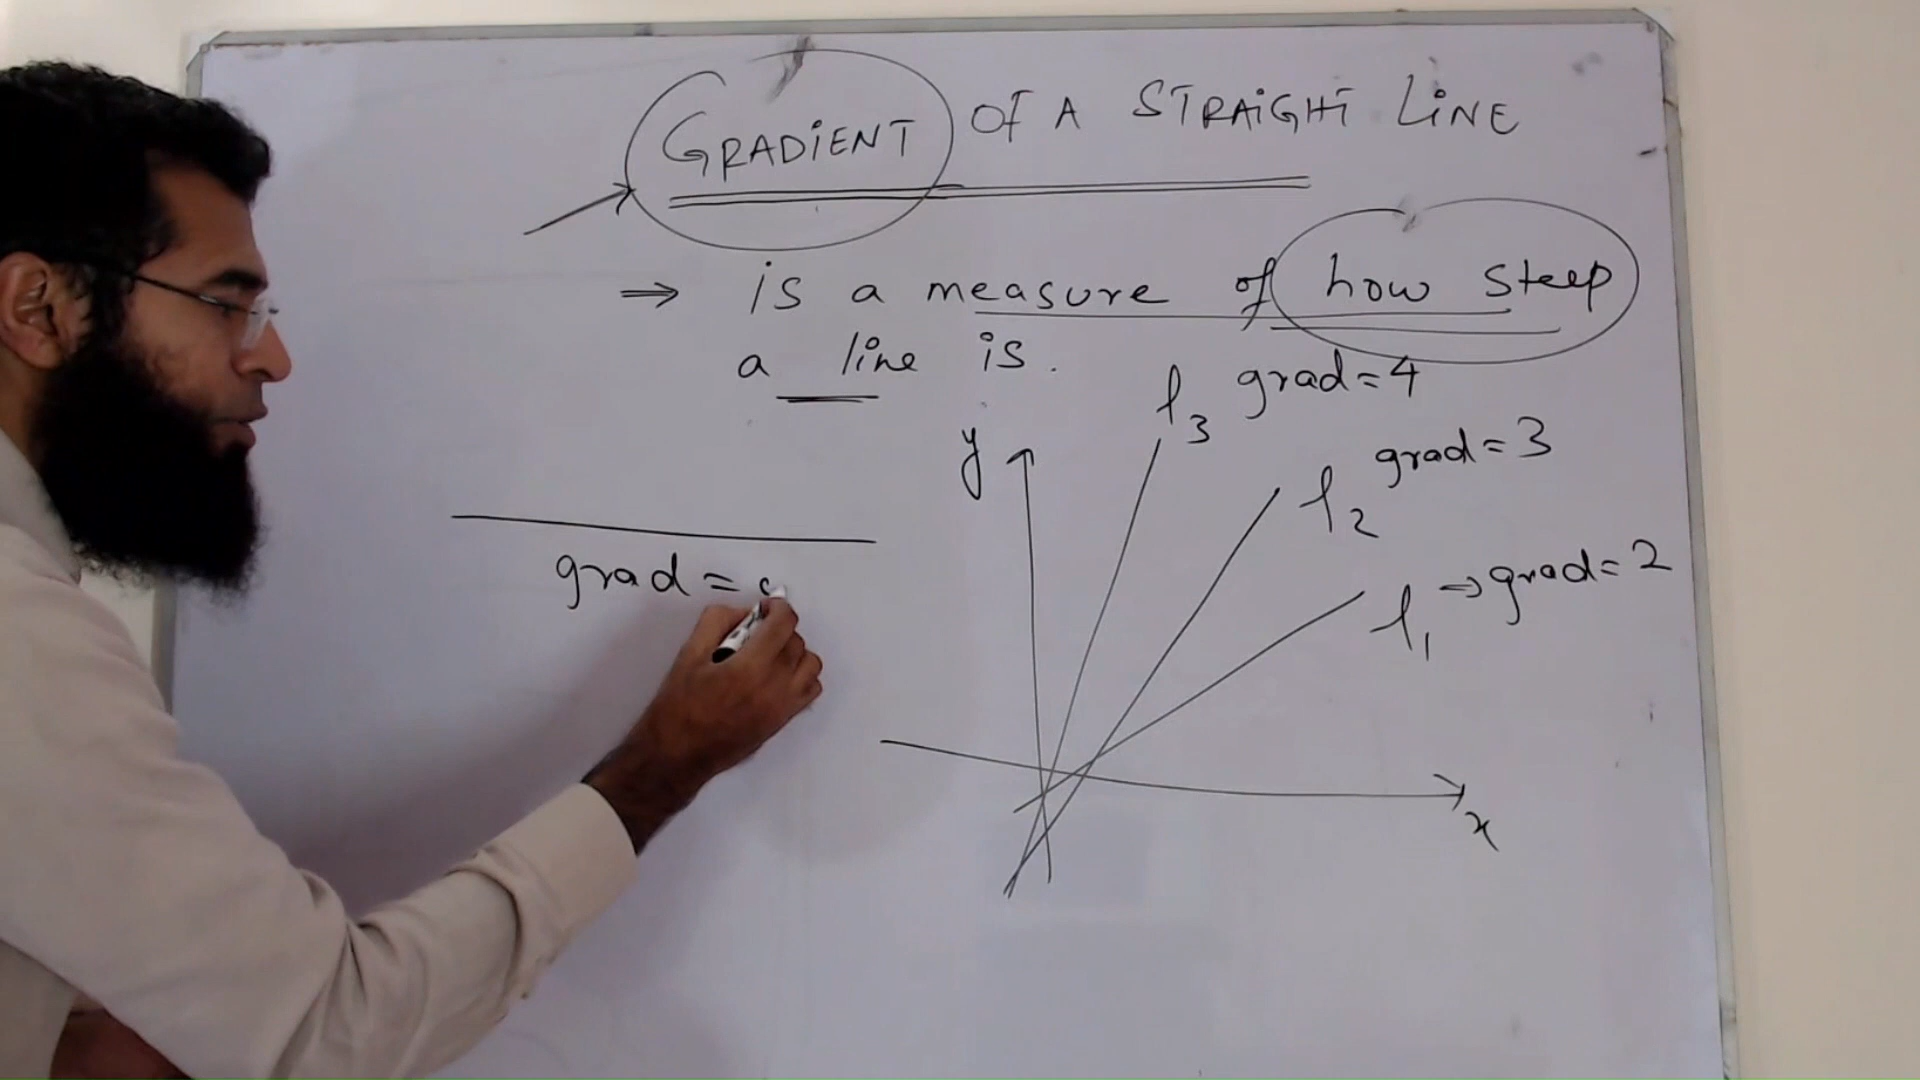 GRADiENT Of A STRAiGHT LiNE
⇒ is a measure of how steep
a line is.
l3 grad=4
y
l2 grad=3
l1 → grad=2
grad =
x